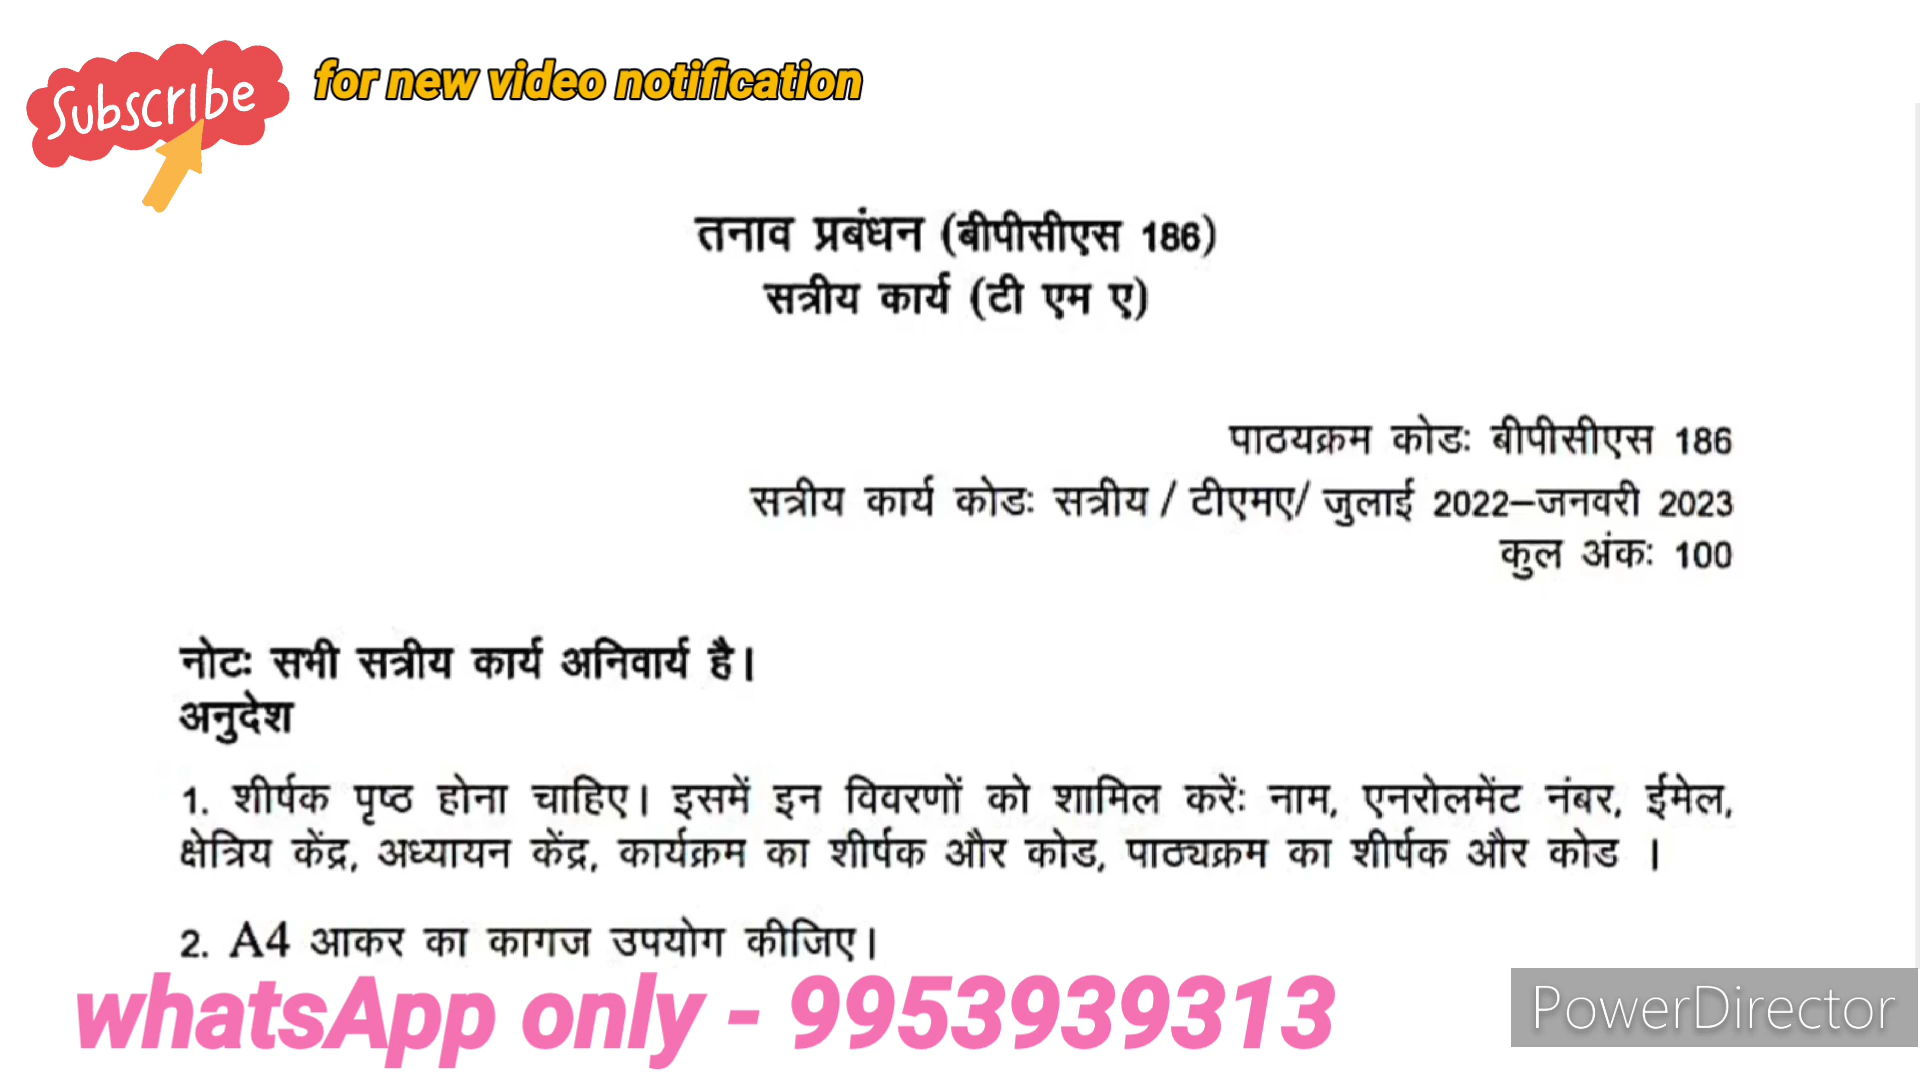 Subscribe
for new video notification
तनाव प्रबंधन (बीपीसीएस 186)
सत्रीय कार्य (टी एम ए)
पाठयक्रम कोडः बीपीसीएस 186
सत्रीय कार्य कोडः सत्रीय / टीएमए/ जुलाई 2022–जनवरी 2023
कुल अंकः 100
नोटः सभी सत्रीय कार्य अनिवार्य है।
अनुदेश
1. शीर्षक पृष्ठ होना चाहिए। इसमें इन विवरणों को शामिल करेंः नाम, एनरोलमेंट नंबर, ईमेल,
क्षेत्रिय केंद्र, अध्यायन केंद्र, कार्यक्रम का शीर्षक और कोड, पाठ्यक्रम का शीर्षक और कोड ।
2. A4 आकर का कागज उपयोग कीजिए।
whatsApp only - 9953939313
PowerDirector